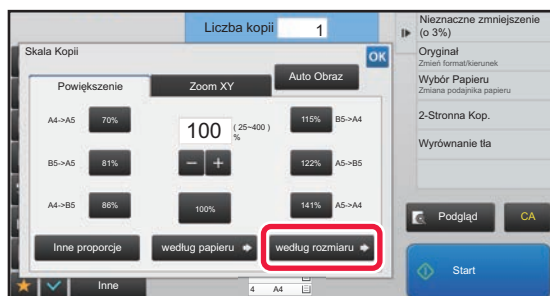 Liczba kopii 1
Skala Kopii
OK
Powiększenie
Zoom XY
Auto Obraz
A4->A5 70%
100 (25~400) %
115% B5->A4
B5->A5 81%
122% A5->B5
A4->B5 86%
100%
141% A5->A4
Inne proporcje
według papieru
według rozmiaru
Inne
4 A4
Nieznaczne zmniejszenie
(o 3%)
Oryginał
Zmień format/kierunek
Wybór Papieru
Zmiana podajnika papieru
2-Stronna Kop.
Wyrównanie tła
Podgląd
CA
Start